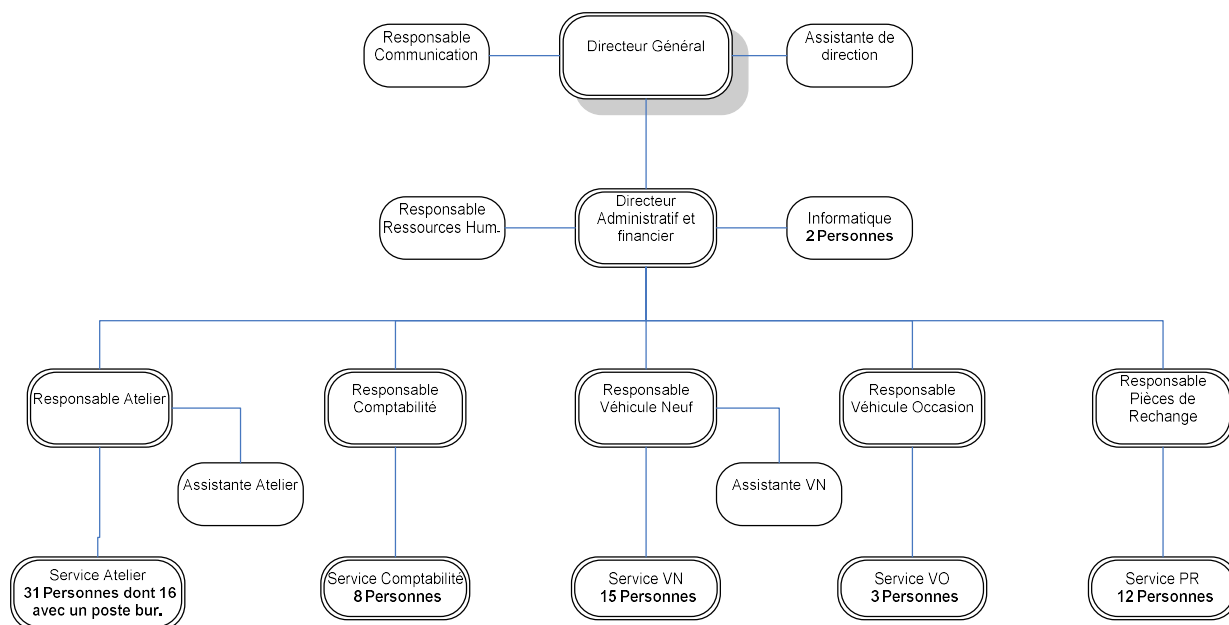 Responsable
Communication
Directeur Général
Assistante de
direction
Responsable
Ressources Hum.
Directeur
Administratif et
financier
Informatique
2 Personnes
Responsable Atelier
Responsable
Comptabilité
Responsable
Véhicule Neuf
Responsable
Véhicule Occasion
Responsable
Pièces de
Rechange
Assistante Atelier
Assistante VN
Service Atelier
31 Personnes dont 16
avec un poste bur.
Service Comptabilité
8 Personnes
Service VN
15 Personnes
Service VO
3 Personnes
Service PR
12 Personnes